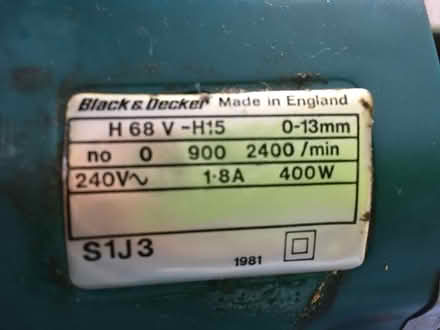 Black & Decker Made in England
H 68 V-H15 0-13mm
no 0 900 2400/min
240V∿ 1·8A 400W
S1J3
1981